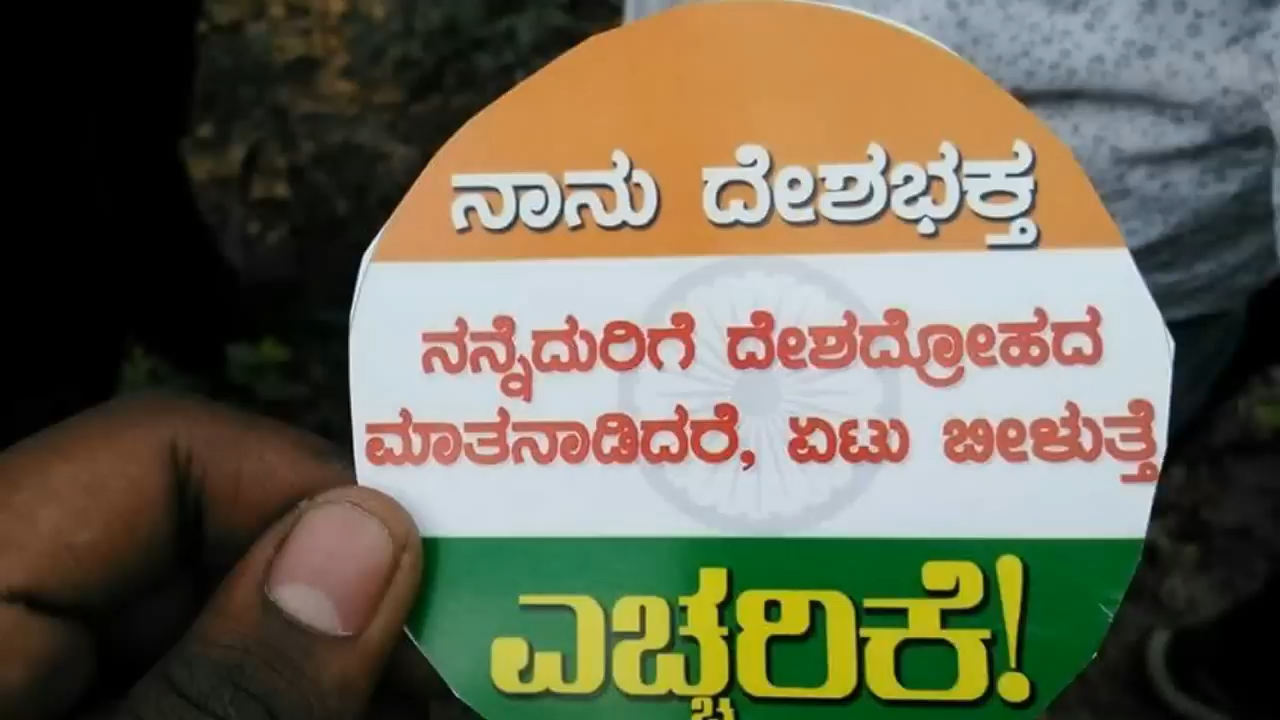 ನಾನು ದೇಶಭಕ್ತ
ನನ್ನೆದುರಿಗೆ ದೇಶದ್ರೋಹದ
ಮಾತನಾಡಿದರೆ, ಏಟು ಬೀಳುತ್ತೆ
ಎಚ್ಚರಿಕೆ!